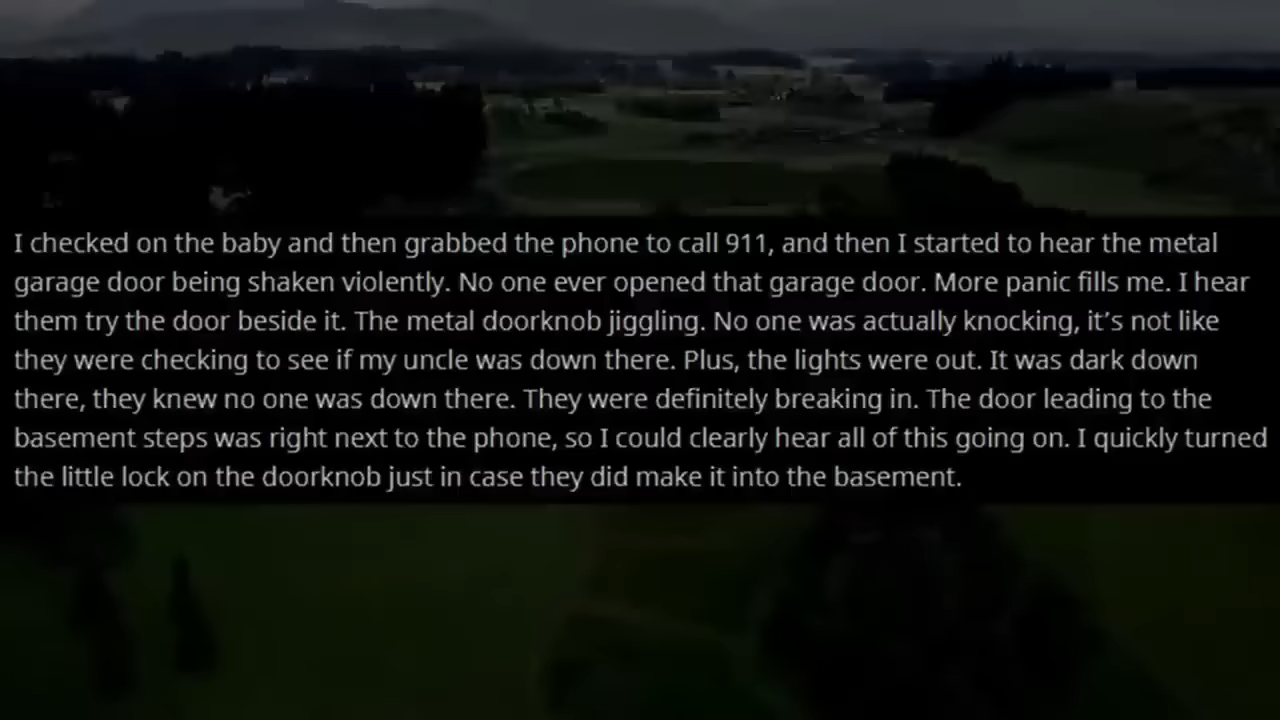 I checked on the baby and then grabbed the phone to call 911, and then I started to hear the metal
garage door being shaken violently. No one ever opened that garage door. More panic fills me. I hear
them try the door beside it. The metal doorknob jiggling. No one was actually knocking, it’s not like
they were checking to see if my uncle was down there. Plus, the lights were out. It was dark down
there, they knew no one was down there. They were definitely breaking in. The door leading to the
basement steps was right next to the phone, so I could clearly hear all of this going on. I quickly turned
the little lock on the doorknob just in case they did make it into the basement.